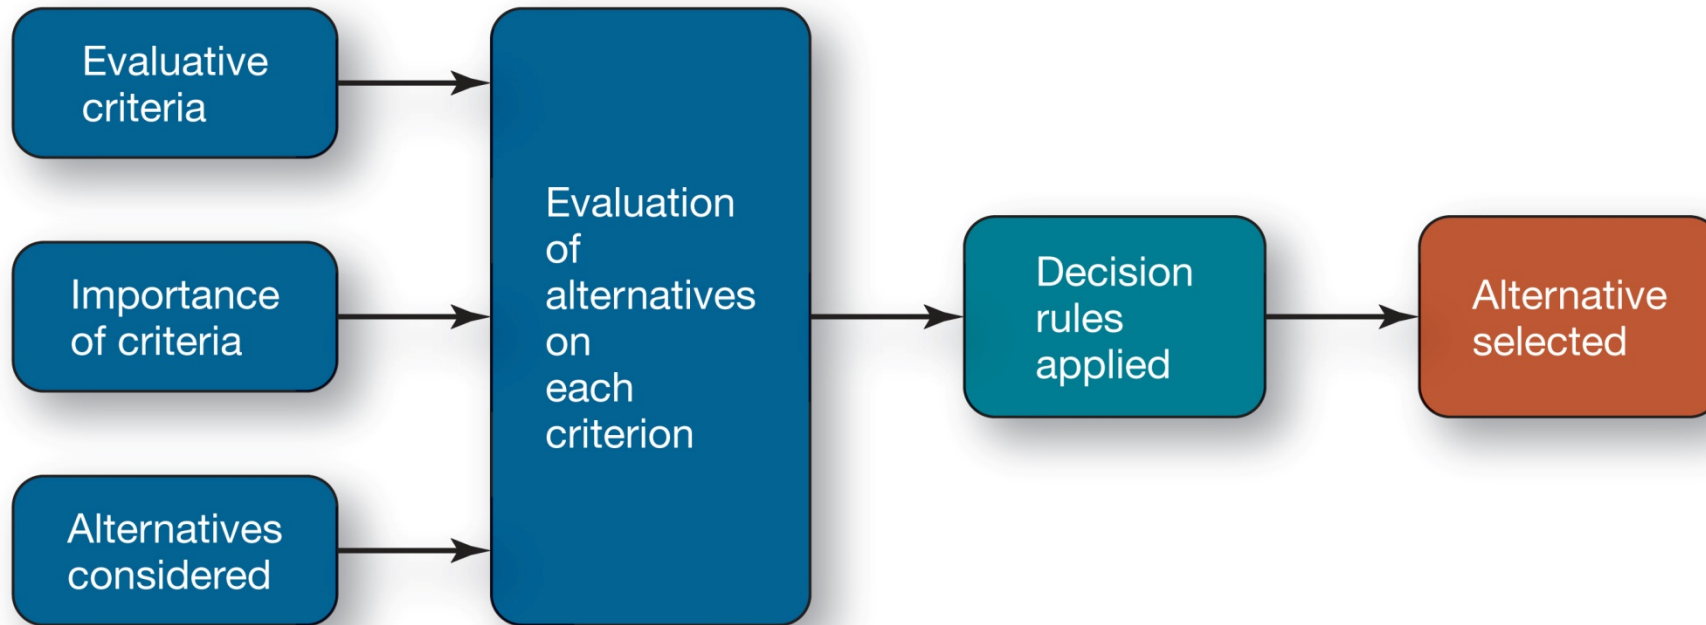 Evaluative
criteria
Importance
of criteria
Alternatives
considered
Evaluation
of
alternatives
on
each
criterion
Decision
rules
applied
Alternative
selected